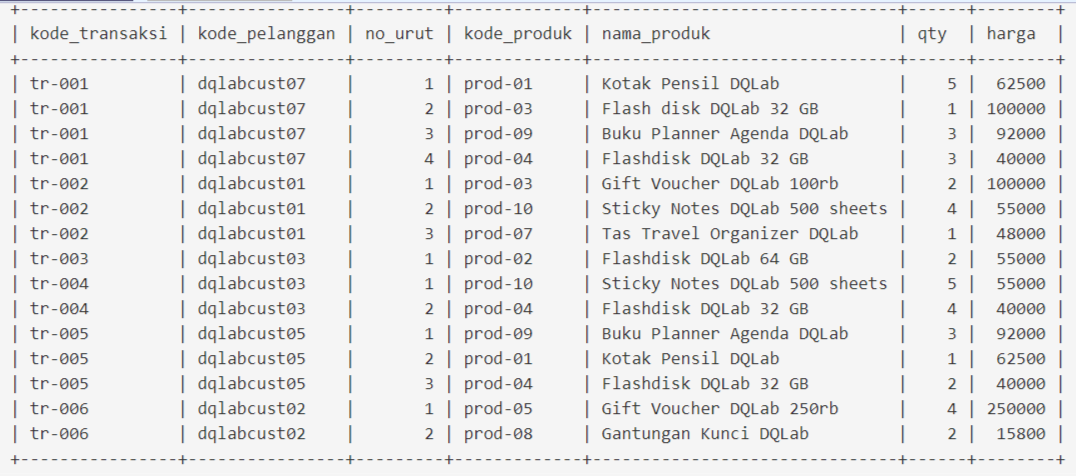 | kode_transaksi | kode_pelanggan | no_urut | kode_produk | nama_produk | qty | harga |
| tr-001 | dqlabcust07 | 1 | prod-01 | Kotak Pensil DQLab | 5 | 62500 |
| tr-001 | dqlabcust07 | 2 | prod-03 | Flash disk DQLab 32 GB | 1 | 100000 |
| tr-001 | dqlabcust07 | 3 | prod-09 | Buku Planner Agenda DQLab | 3 | 92000 |
| tr-001 | dqlabcust07 | 4 | prod-04 | Flashdisk DQLab 32 GB | 3 | 40000 |
| tr-002 | dqlabcust01 | 1 | prod-03 | Gift Voucher DQLab 100rb | 2 | 100000 |
| tr-002 | dqlabcust01 | 2 | prod-10 | Sticky Notes DQLab 500 sheets | 4 | 55000 |
| tr-002 | dqlabcust01 | 3 | prod-07 | Tas Travel Organizer DQLab | 1 | 48000 |
| tr-003 | dqlabcust03 | 1 | prod-02 | Flashdisk DQLab 64 GB | 2 | 55000 |
| tr-004 | dqlabcust03 | 1 | prod-10 | Sticky Notes DQLab 500 sheets | 5 | 55000 |
| tr-004 | dqlabcust03 | 2 | prod-04 | Flashdisk DQLab 32 GB | 4 | 40000 |
| tr-005 | dqlabcust05 | 1 | prod-09 | Buku Planner Agenda DQLab | 3 | 92000 |
| tr-005 | dqlabcust05 | 2 | prod-01 | Kotak Pensil DQLab | 1 | 62500 |
| tr-005 | dqlabcust05 | 3 | prod-04 | Flashdisk DQLab 32 GB | 2 | 40000 |
| tr-006 | dqlabcust02 | 1 | prod-05 | Gift Voucher DQLab 250rb | 4 | 250000 |
| tr-006 | dqlabcust02 | 2 | prod-08 | Gantungan Kunci DQLab | 2 | 15800 |